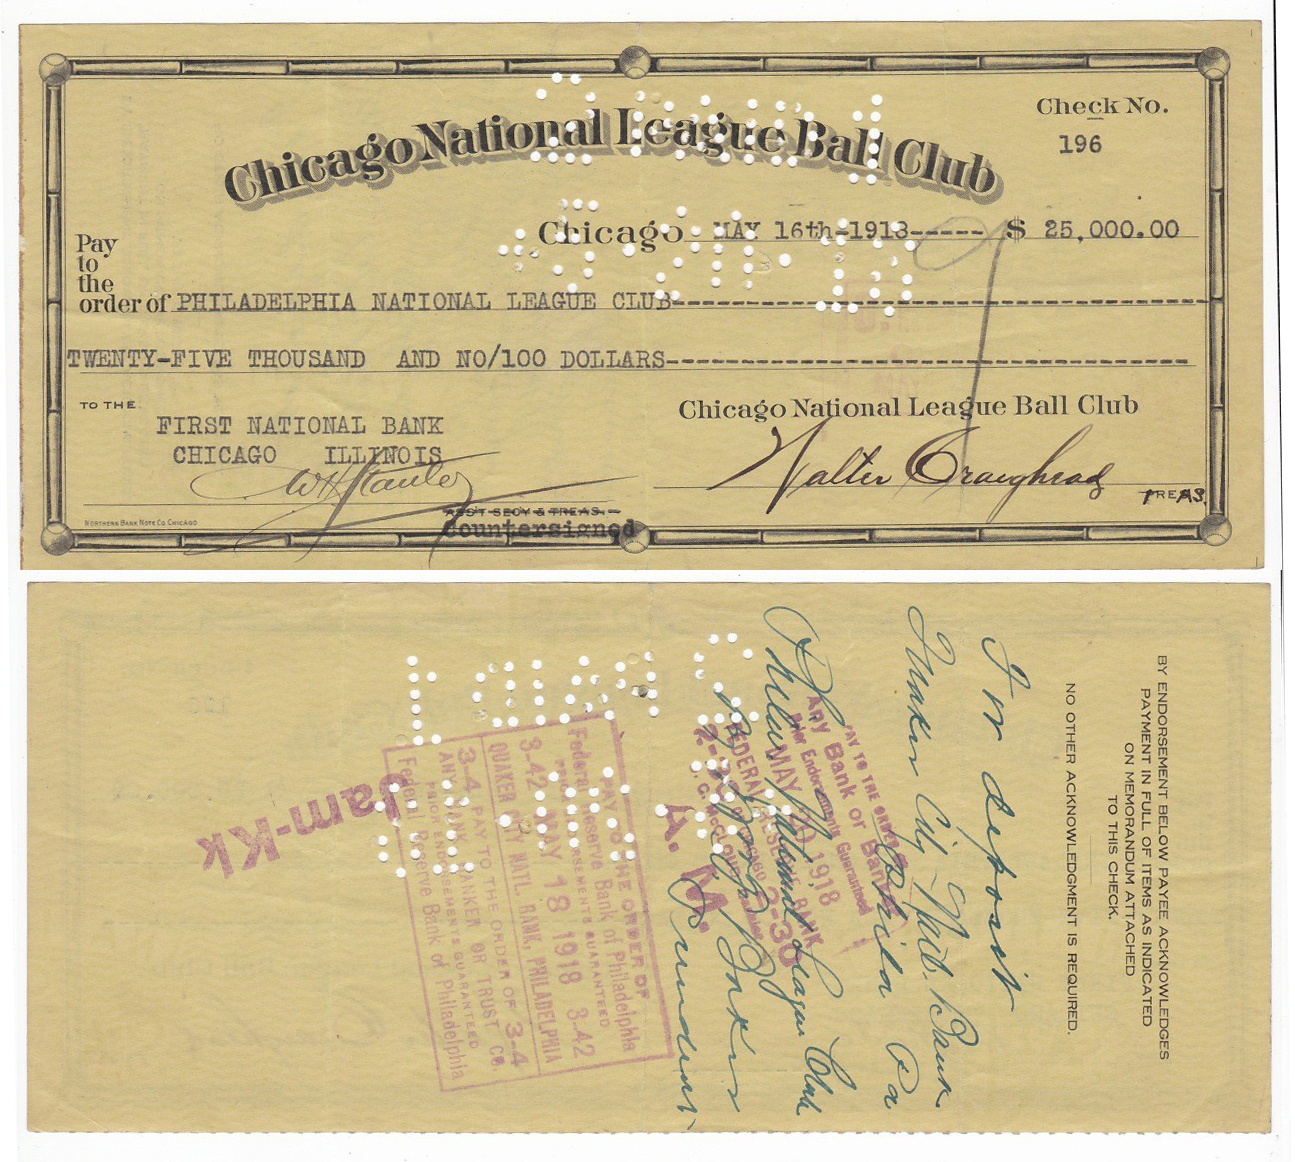 Check No.
196
Chicago National League Ball Club
Chicago MAY 16th-1918----- $ 25,000.00
Pay
to
the
order of PHILADELPHIA NATIONAL LEAGUE CLUB-
TWENTY-FIVE THOUSAND AND NO/100 DOLLARS-
TO THE
FIRST NATIONAL BANK
CHICAGO ILLINOIS
Chicago National League Ball Club
Walter Craighead
TREAS.
ASS'T SECY & TREAS.
Countersigned
NORTHERN BANK NOTE CO. CHICAGO
BY ENDORSEMENT BELOW PAYEE ACKNOWLEDGES
PAYMENT IN FULL OF ITEMS AS INDICATED
ON MEMORANDUM ATTACHED
TO THIS CHECK.
NO OTHER ACKNOWLEDGMENT IS REQUIRED.
For deposit
Quaker City Natl. Bank.
Phila Pa
Phila National League Club
President
PAY TO THE ORDER OF
ANY BANK OR BANKER
Prior Endorsements Guaranteed
MAY 20 1918
FEDERAL RESERVE BANK
2-30
A. M.
PAY TO THE ORDER OF
Federal Reserve Bank of Philadelphia
PRIOR ENDORSEMENTS GUARANTEED
3-42 MAY 18 1918 3-42
QUAKER CITY NATL. BANK, PHILADELPHIA
3-4 PAY TO THE ORDER OF 3-4
ANY BANK, BANKER OR TRUST CO.
PRIOR ENDORSEMENTS GUARANTEED
Federal Reserve Bank of Philadelphia
Jam-Kk